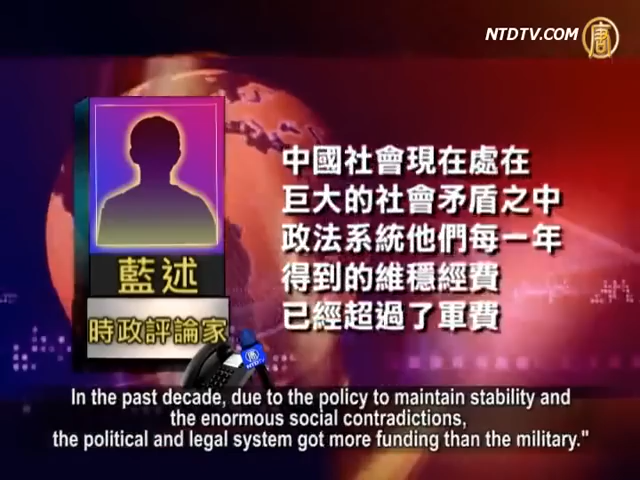 NTDTV.COM
唐
中國社會現在處在
巨大的社會矛盾之中
政法系統他們每一年
得到的維穩經費
已經超過了軍費
藍述
時政評論家
唐
NTDTV
In the past decade, due to the policy to maintain stability and
the enormous social contradictions,
the political and legal system got more funding than the military."